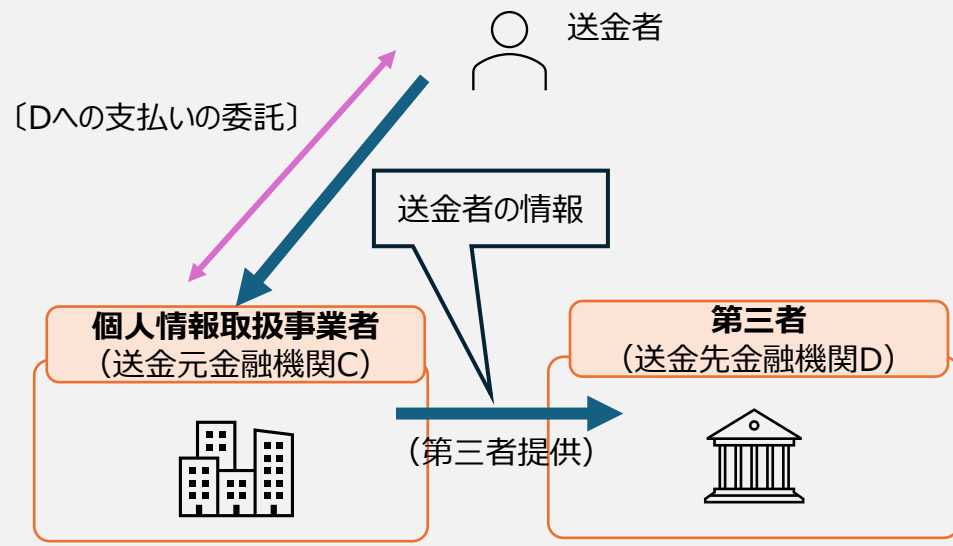 送金者
〔Dへの支払いの委託〕
送金者の情報
個人情報取扱事業者
（送金元金融機関C）
第三者
（送金先金融機関D）
（第三者提供）